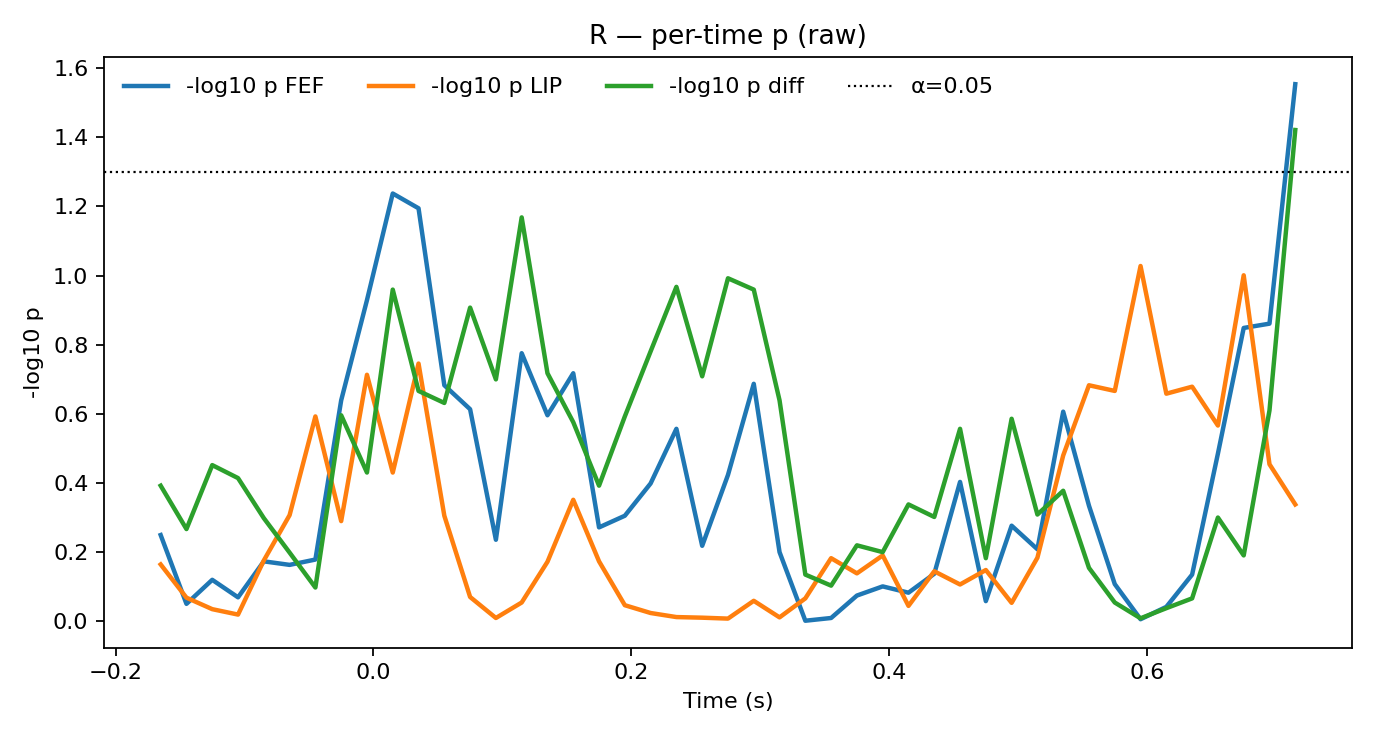 R — per-time p (raw)
-log10 p FEF
-log10 p LIP
-log10 p diff
α=0.05
1.6
1.4
1.2
1.0
0.8
0.6
0.4
0.2
0.0
-log10 p
−0.2
0.0
0.2
0.4
0.6
Time (s)